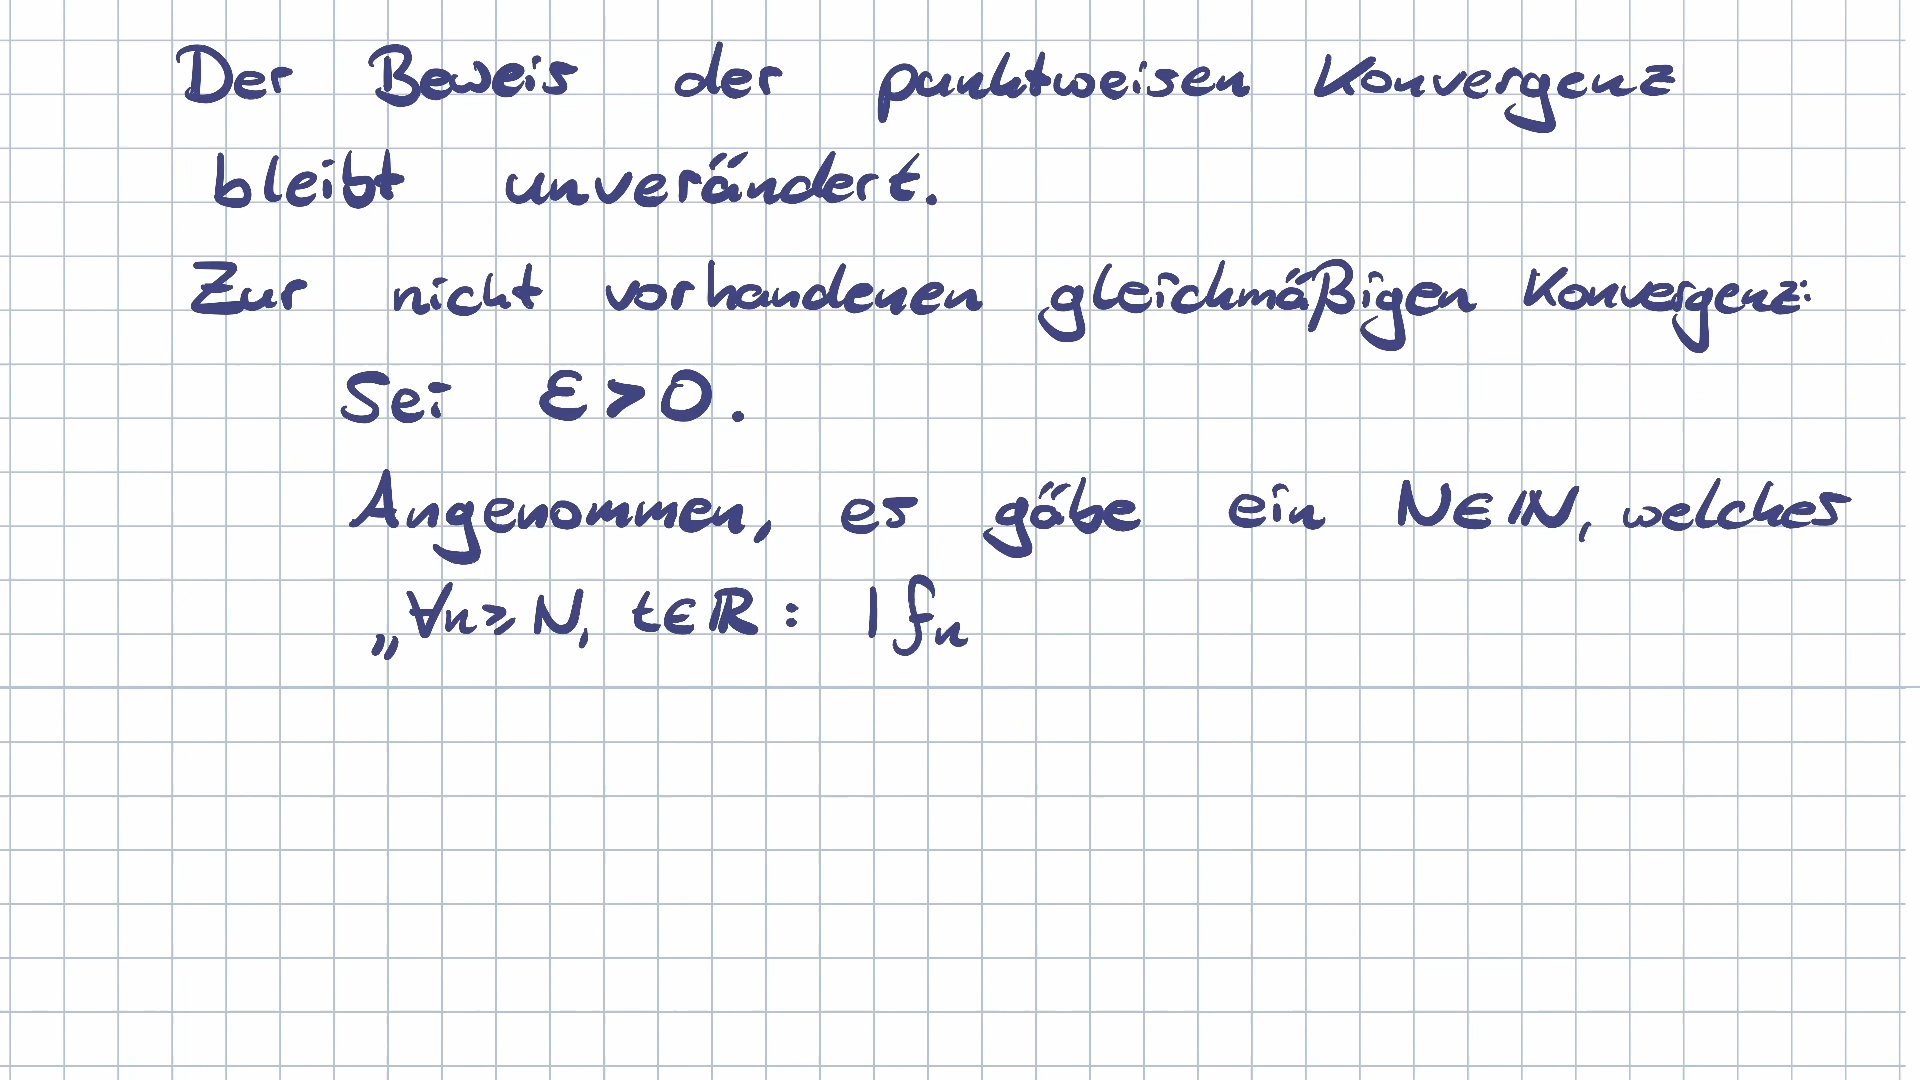 Der Beweis der punktweisen Konvergenz
bleibt unverändert.
Zur nicht vorhandenen gleichmäßigen Konvergenz:
Sei ε>0.
Angenommen, es gäbe ein N∈ℕ, welches
„∀n≥N, t∈ℝ: |fₙ